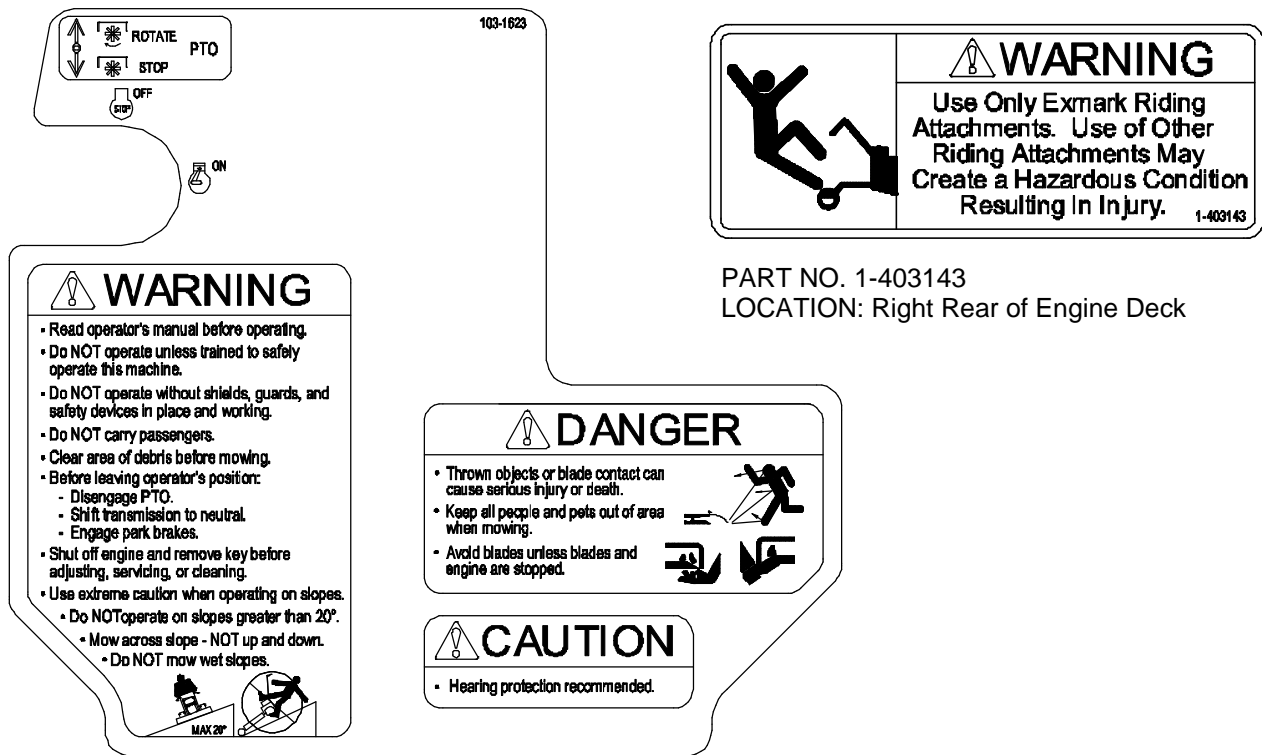 103-1623
ROTATE
PTO
STOP
OFF
STOP
ON
WARNING
• Read operator's manual before operating.
• Do NOT operate unless trained to safely
operate this machine.
• Do NOT operate without shields, guards, and
safety devices in place and working.
• Do NOT carry passengers.
• Clear area of debris before mowing.
• Before leaving operator's position:
- Disengage PTO.
- Shift transmission to neutral.
- Engage park brakes.
• Shut off engine and remove key before
adjusting, servicing, or cleaning.
• Use extreme caution when operating on slopes.
• Do NOToperate on slopes greater than 20°.
• Mow across slope - NOT up and down.
• Do NOT mow wet slopes.
MAX 20°
DANGER
• Thrown objects or blade contact can
cause serious injury or death.
• Keep all people and pets out of area
when mowing.
• Avoid blades unless blades and
engine are stopped.
CAUTION
• Hearing protection recommended.
WARNING
Use Only Exmark Riding
Attachments. Use of Other
Riding Attachments May
Create a Hazardous Condition
Resulting In Injury.
1-403143
PART NO. 1-403143
LOCATION: Right Rear of Engine Deck